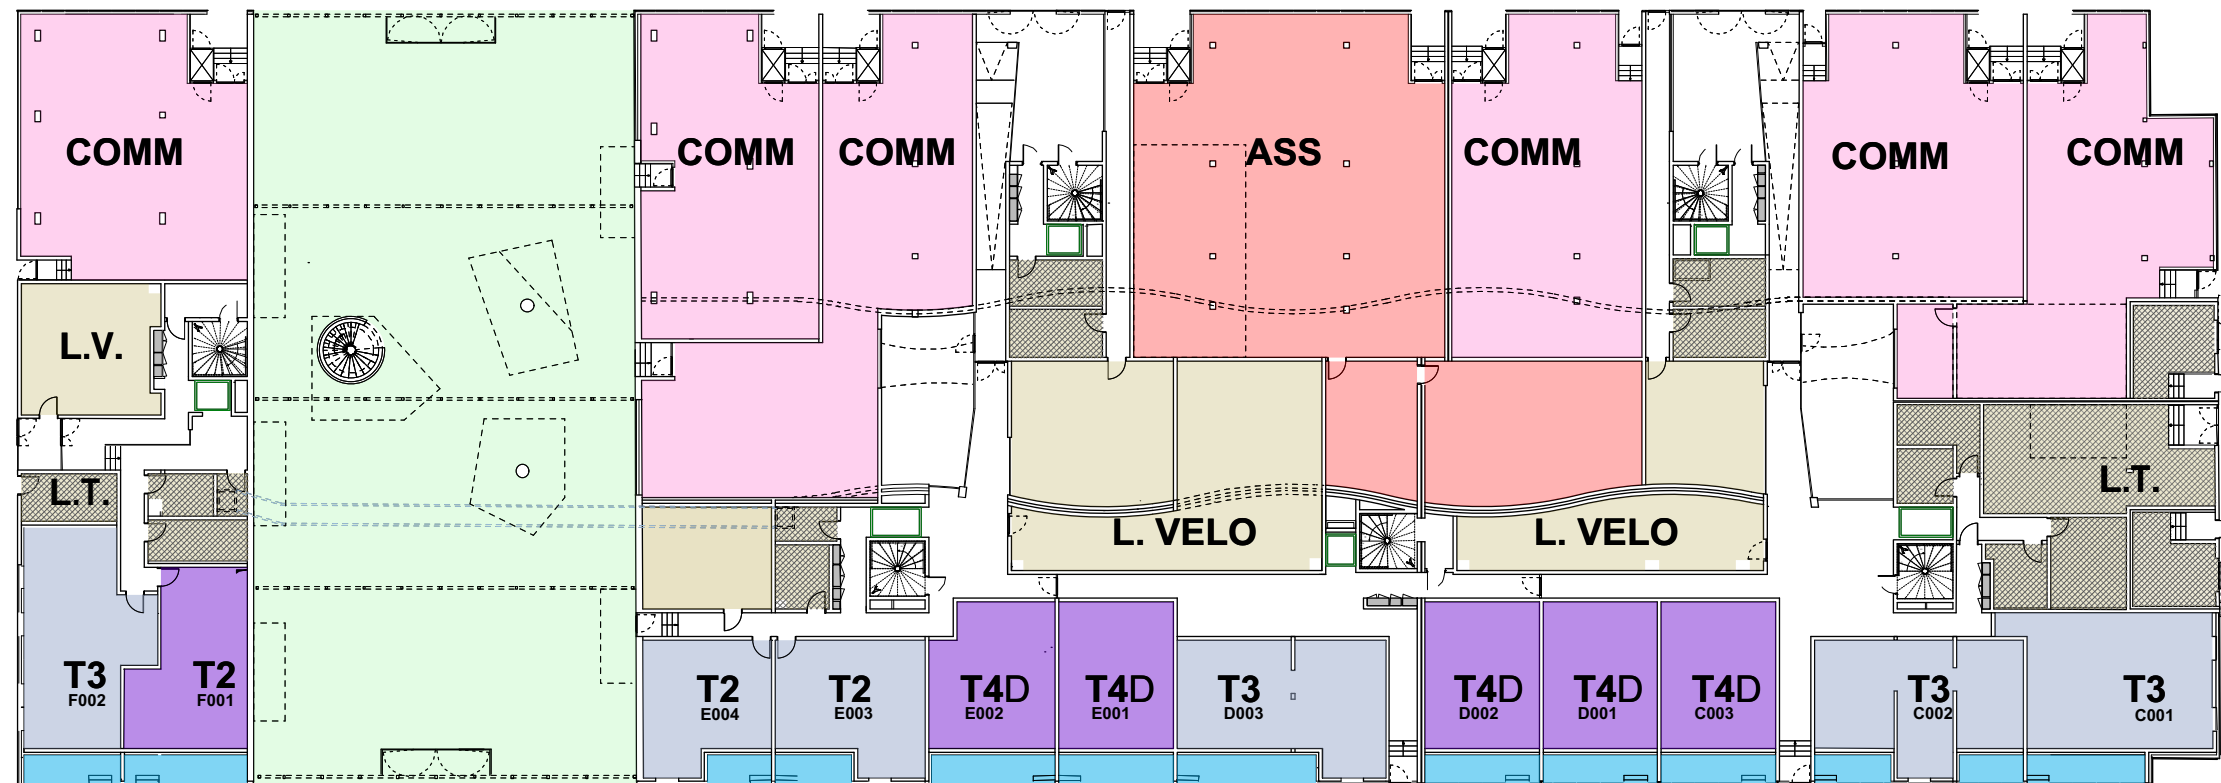 COMM
COMM
COMM
ASS
COMM
COMM
COMM
L.V.
L.T.
L.T.
L. VELO
L. VELO
T3
F002
T2
F001
T2
E004
T2
E003
T4D
E002
T4D
E001
T3
D003
T4D
D002
T4D
D001
T4D
C003
T3
C002
T3
C001